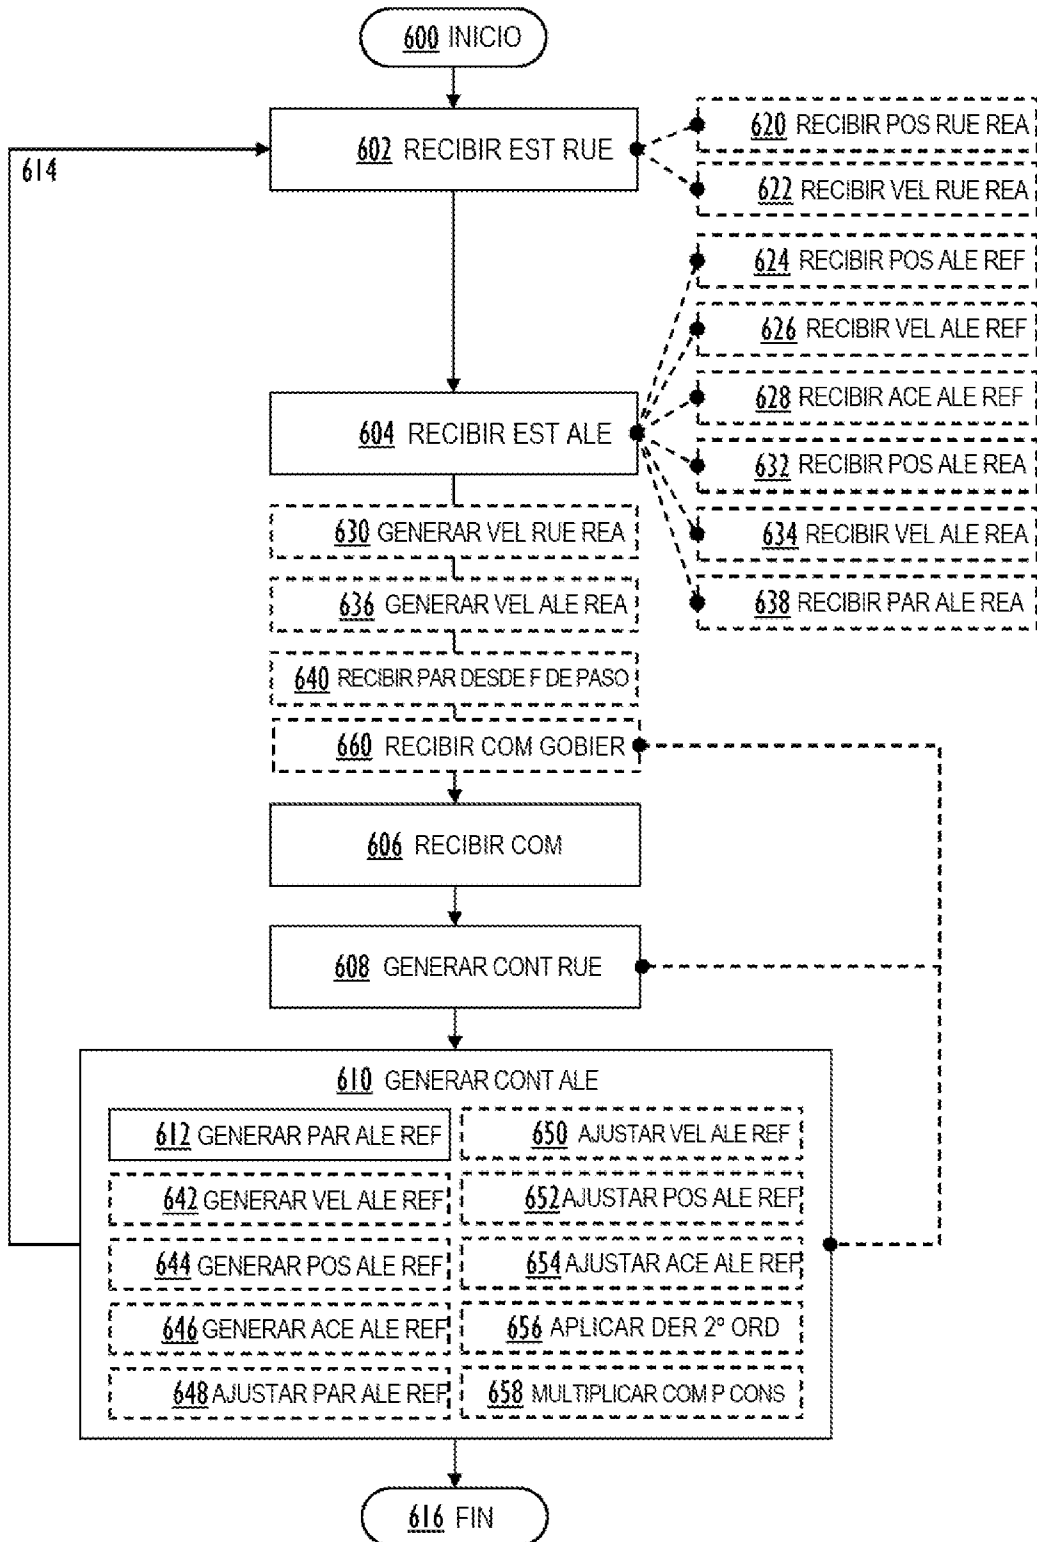 600 INICIO
602 RECIBIR EST RUE
614
620 RECIBIR POS RUE REA
622 RECIBIR VEL RUE REA
624 RECIBIR POS ALE REF
626 RECIBIR VEL ALE REF
628 RECIBIR ACE ALE REF
604 RECIBIR EST ALE
632 RECIBIR POS ALE REA
634 RECIBIR VEL ALE REA
638 RECIBIR PAR ALE REA
630 GENERAR VEL RUE REA
636 GENERAR VEL ALE REA
640 RECIBIR PAR DESDE F DE PASO
660 RECIBIR COM GOBIER
606 RECIBIR COM
608 GENERAR CONT RUE
610 GENERAR CONT ALE
612 GENERAR PAR ALE REF
650 AJUSTAR VEL ALE REF
642 GENERAR VEL ALE REF
652 AJUSTAR POS ALE REF
644 GENERAR POS ALE REF
654 AJUSTAR ACE ALE REF
646 GENERAR ACE ALE REF
656 APLICAR DER 2º ORD
648 AJUSTAR PAR ALE REF
658 MULTIPLICAR COM P CONS
616 FIN